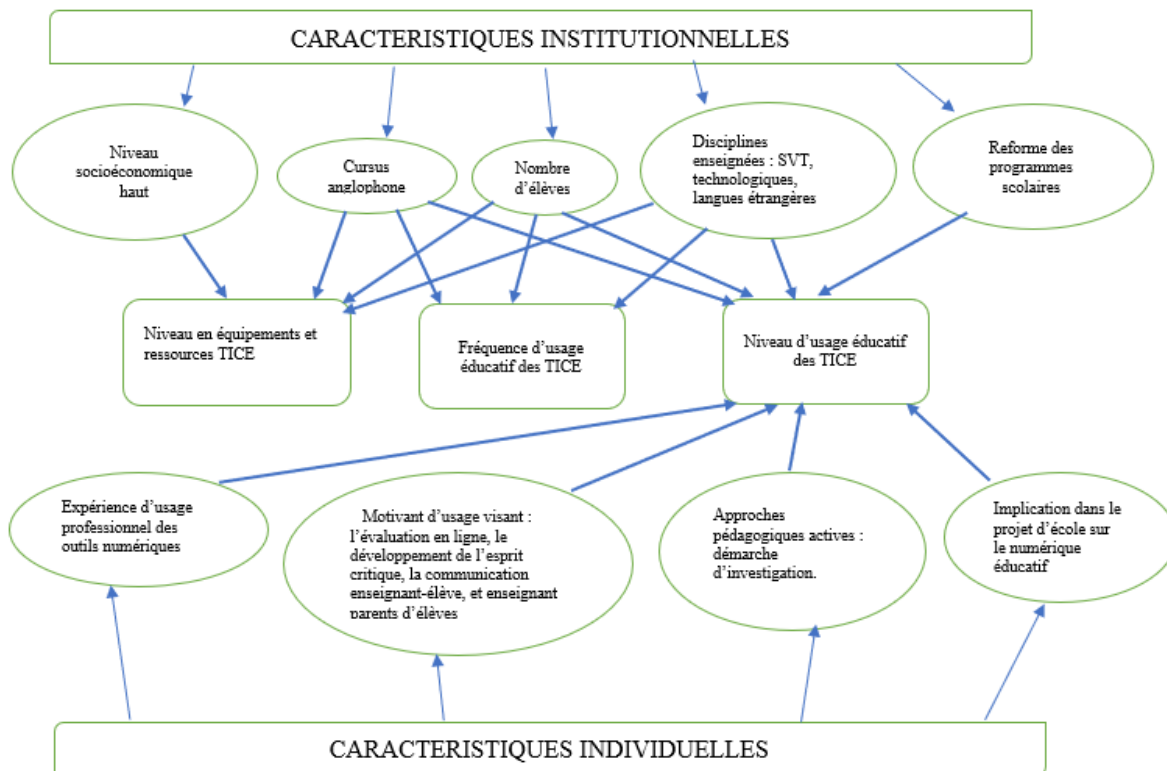 CARACTERISTIQUES INSTITUTIONNELLES
Niveau
socioéconomique
haut
Cursus
anglophone
Nombre
d'élèves
Disciplines
enseignées : SVT,
technologiques,
langues étrangères
Reforme des
programmes
scolaires
Niveau en équipements et
ressources TICE
Fréquence d'usage
éducatif des TICE
Niveau d'usage éducatif
des TICE
Expérience d'usage
professionnel des
outils numériques
Motivant d'usage visant :
l'évaluation en ligne, le
développement de l'esprit
critique, la communication
enseignant-élève, et enseignant
parents d'élèves
Approches
pédagogiques actives :
démarche
d'investigation.
Implication dans le
projet d'école sur
le numérique
éducatif
CARACTERISTIQUES INDIVIDUELLES